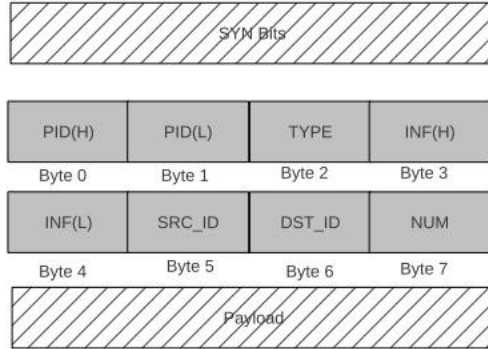 SYN Bits
PID(H) PID(L) TYPE INF(H)
Byte 0 Byte 1 Byte 2 Byte 3
INF(L) SRC_ID DST_ID NUM
Byte 4 Byte 5 Byte 6 Byte 7
Payload